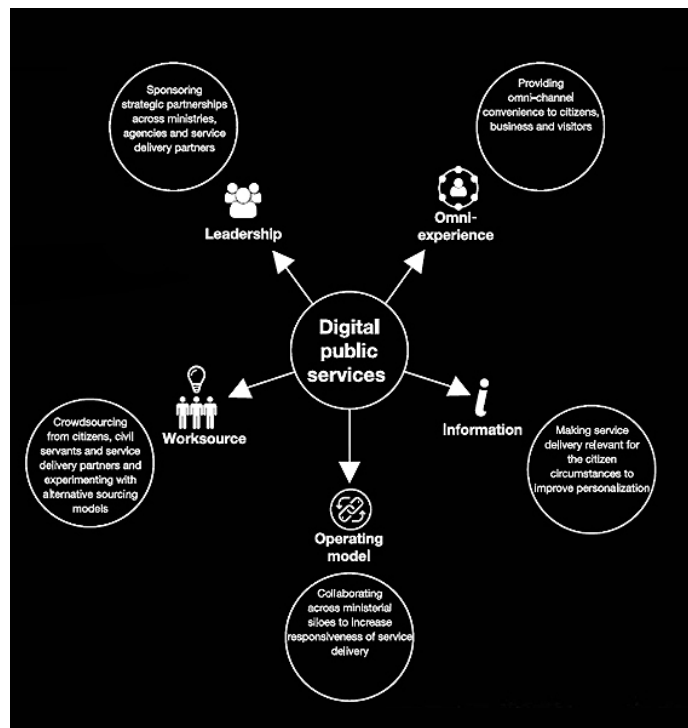 Sponsoring
strategic partnerships
across ministries,
agencies and service
delivery partners
Leadership
Providing
omni-channel
convenience to citizens,
business and visitors
Omni-
experience
Digital
public
services
Worksource
Crowdsourcing
from citizens, civil
servants and service
delivery partners and
experimenting with
alternative sourcing
models
Information
Making service
delivery relevant for
the citizen
circumstances to
improve personalization
Operating
model
Collaborating
across ministerial
siloes to increase
responsiveness of service
delivery